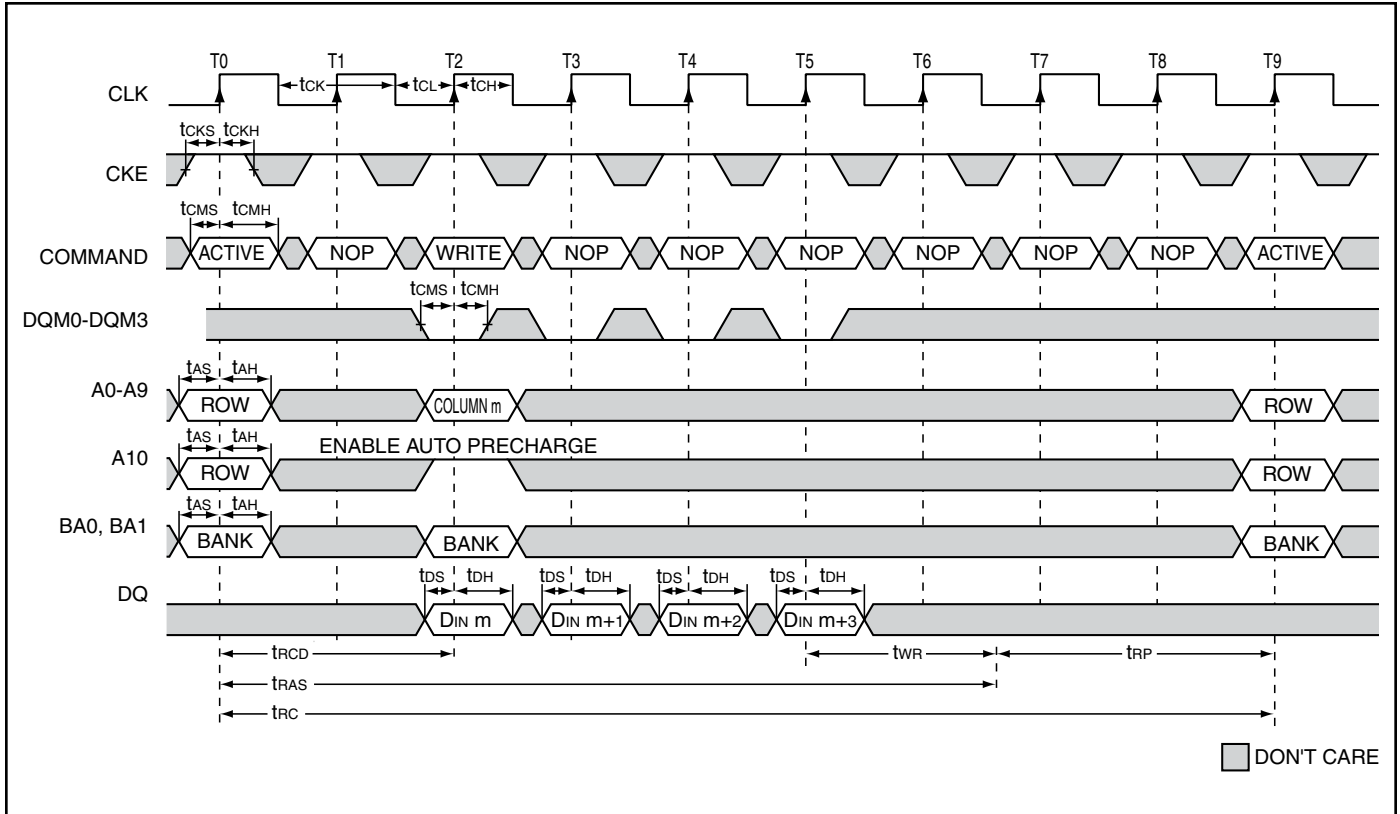 T0 T1 T2 T3 T4 T5 T6 T7 T8 T9
CLK tCK tCL tCH
tCKS tCKH
CKE
tCMS tCMH
COMMAND ACTIVE NOP WRITE NOP NOP NOP NOP NOP NOP ACTIVE
tCMS tCMH
DQM0-DQM3
tAS tAH
A0-A9 ROW COLUMN m ROW
tAS tAH ENABLE AUTO PRECHARGE
A10 ROW ROW
tAS tAH
BA0, BA1 BANK BANK BANK
tDS tDH tDS tDH tDS tDH tDS tDH
DQ DIN m DIN m+1 DIN m+2 DIN m+3
tRCD tWR tRP
tRAS
tRC
DON'T CARE